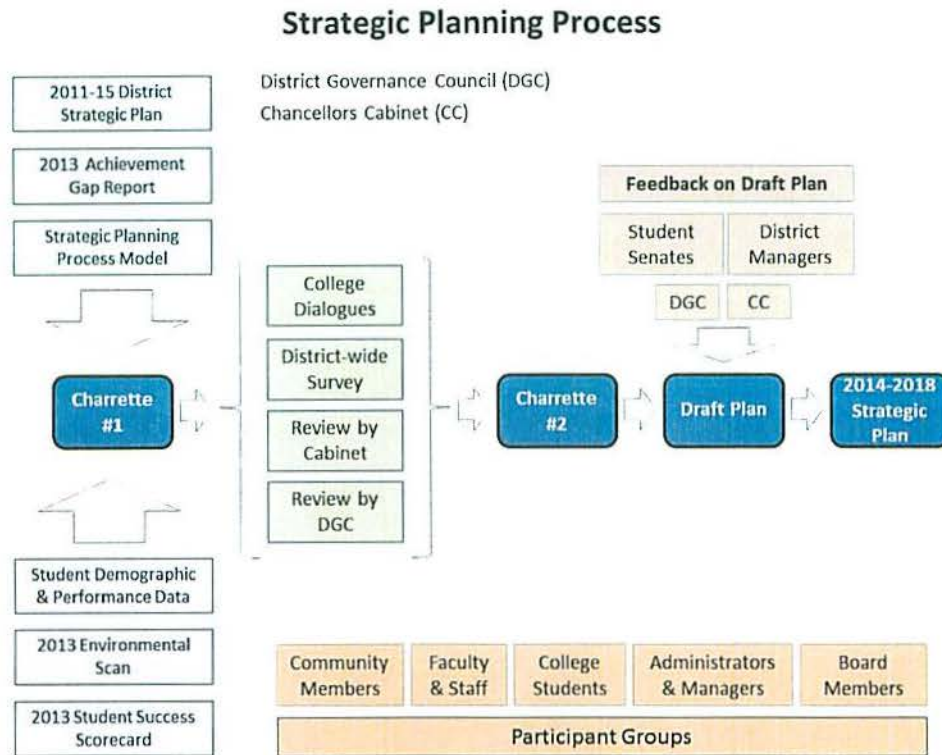 Strategic Planning Process
2011-15 District
Strategic Plan
District Governance Council (DGC)
Chancellors Cabinet (CC)
2013 Achievement
Gap Report
Strategic Planning
Process Model
Feedback on Draft Plan
Student
Senates
District
Managers
DGC
CC
College
Dialogues
District-wide
Survey
Review by
Cabinet
Review by
DGC
Charrette
#1
Charrette
#2
Draft Plan
2014-2018
Strategic
Plan
Student Demographic
& Performance Data
2013 Environmental
Scan
2013 Student Success
Scorecard
Community
Members
Faculty
& Staff
College
Students
Administrators
& Managers
Board
Members
Participant Groups